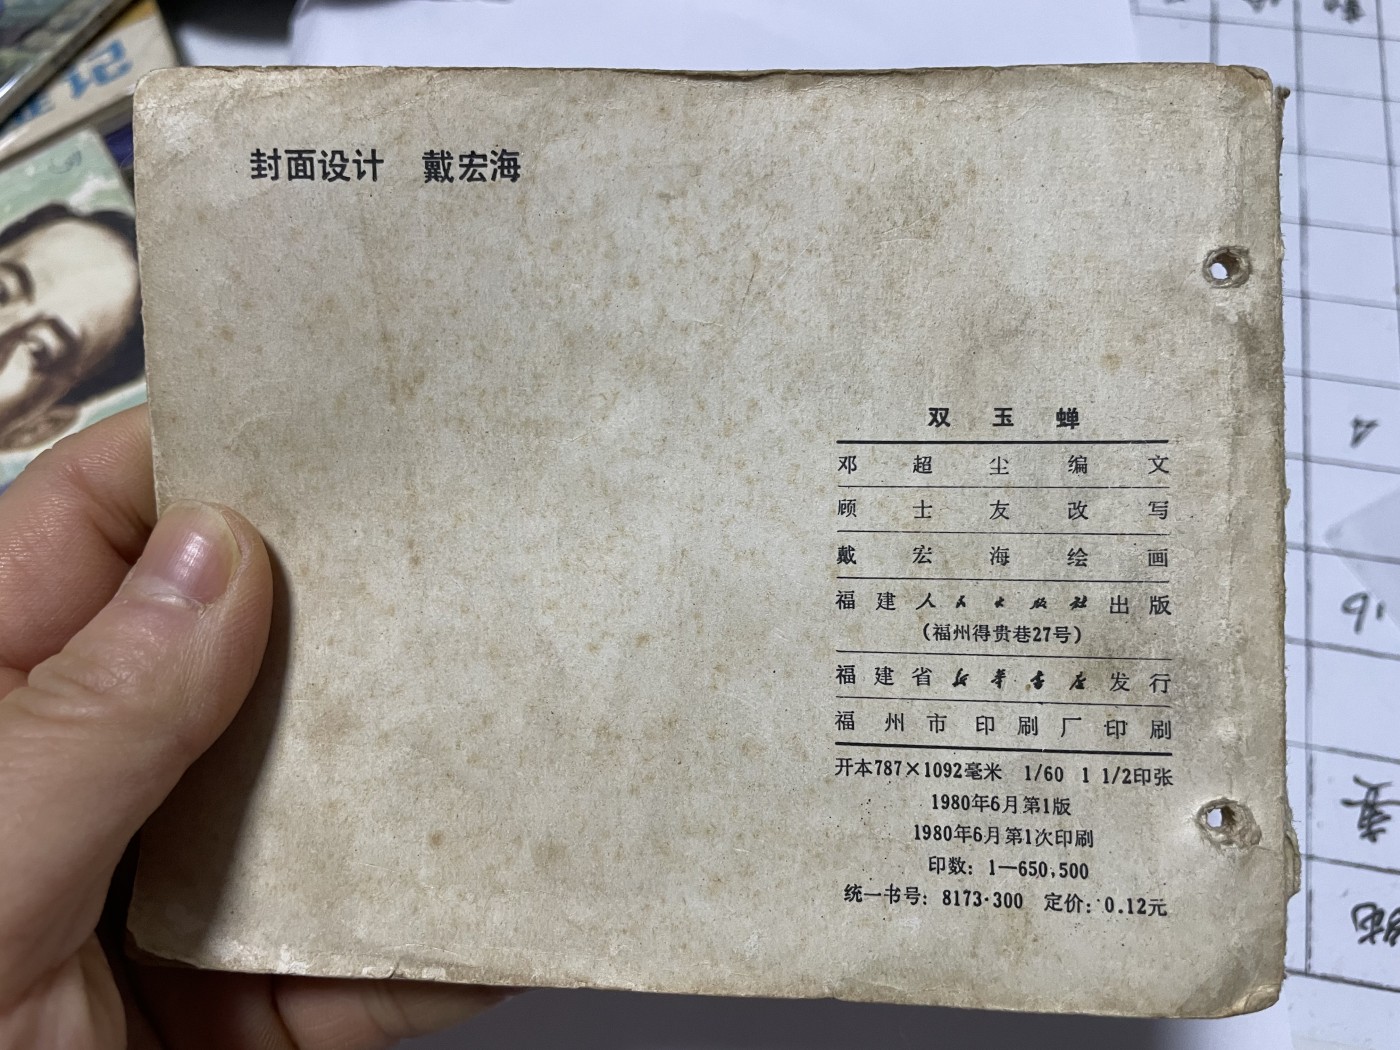 封面设计 戴宏海
双玉蝉
邓超尘编文
顾士友改写
戴宏海绘画
福建人民出版社出版
(福州得贵巷27号)
福建省新华书店发行
福州市印刷厂印刷
开本787×1092毫米 1/60 1 1/2印张
1980年6月第1版
1980年6月第1次印刷
印数：1—650,500
统一书号：8173·300 定价：0.12元